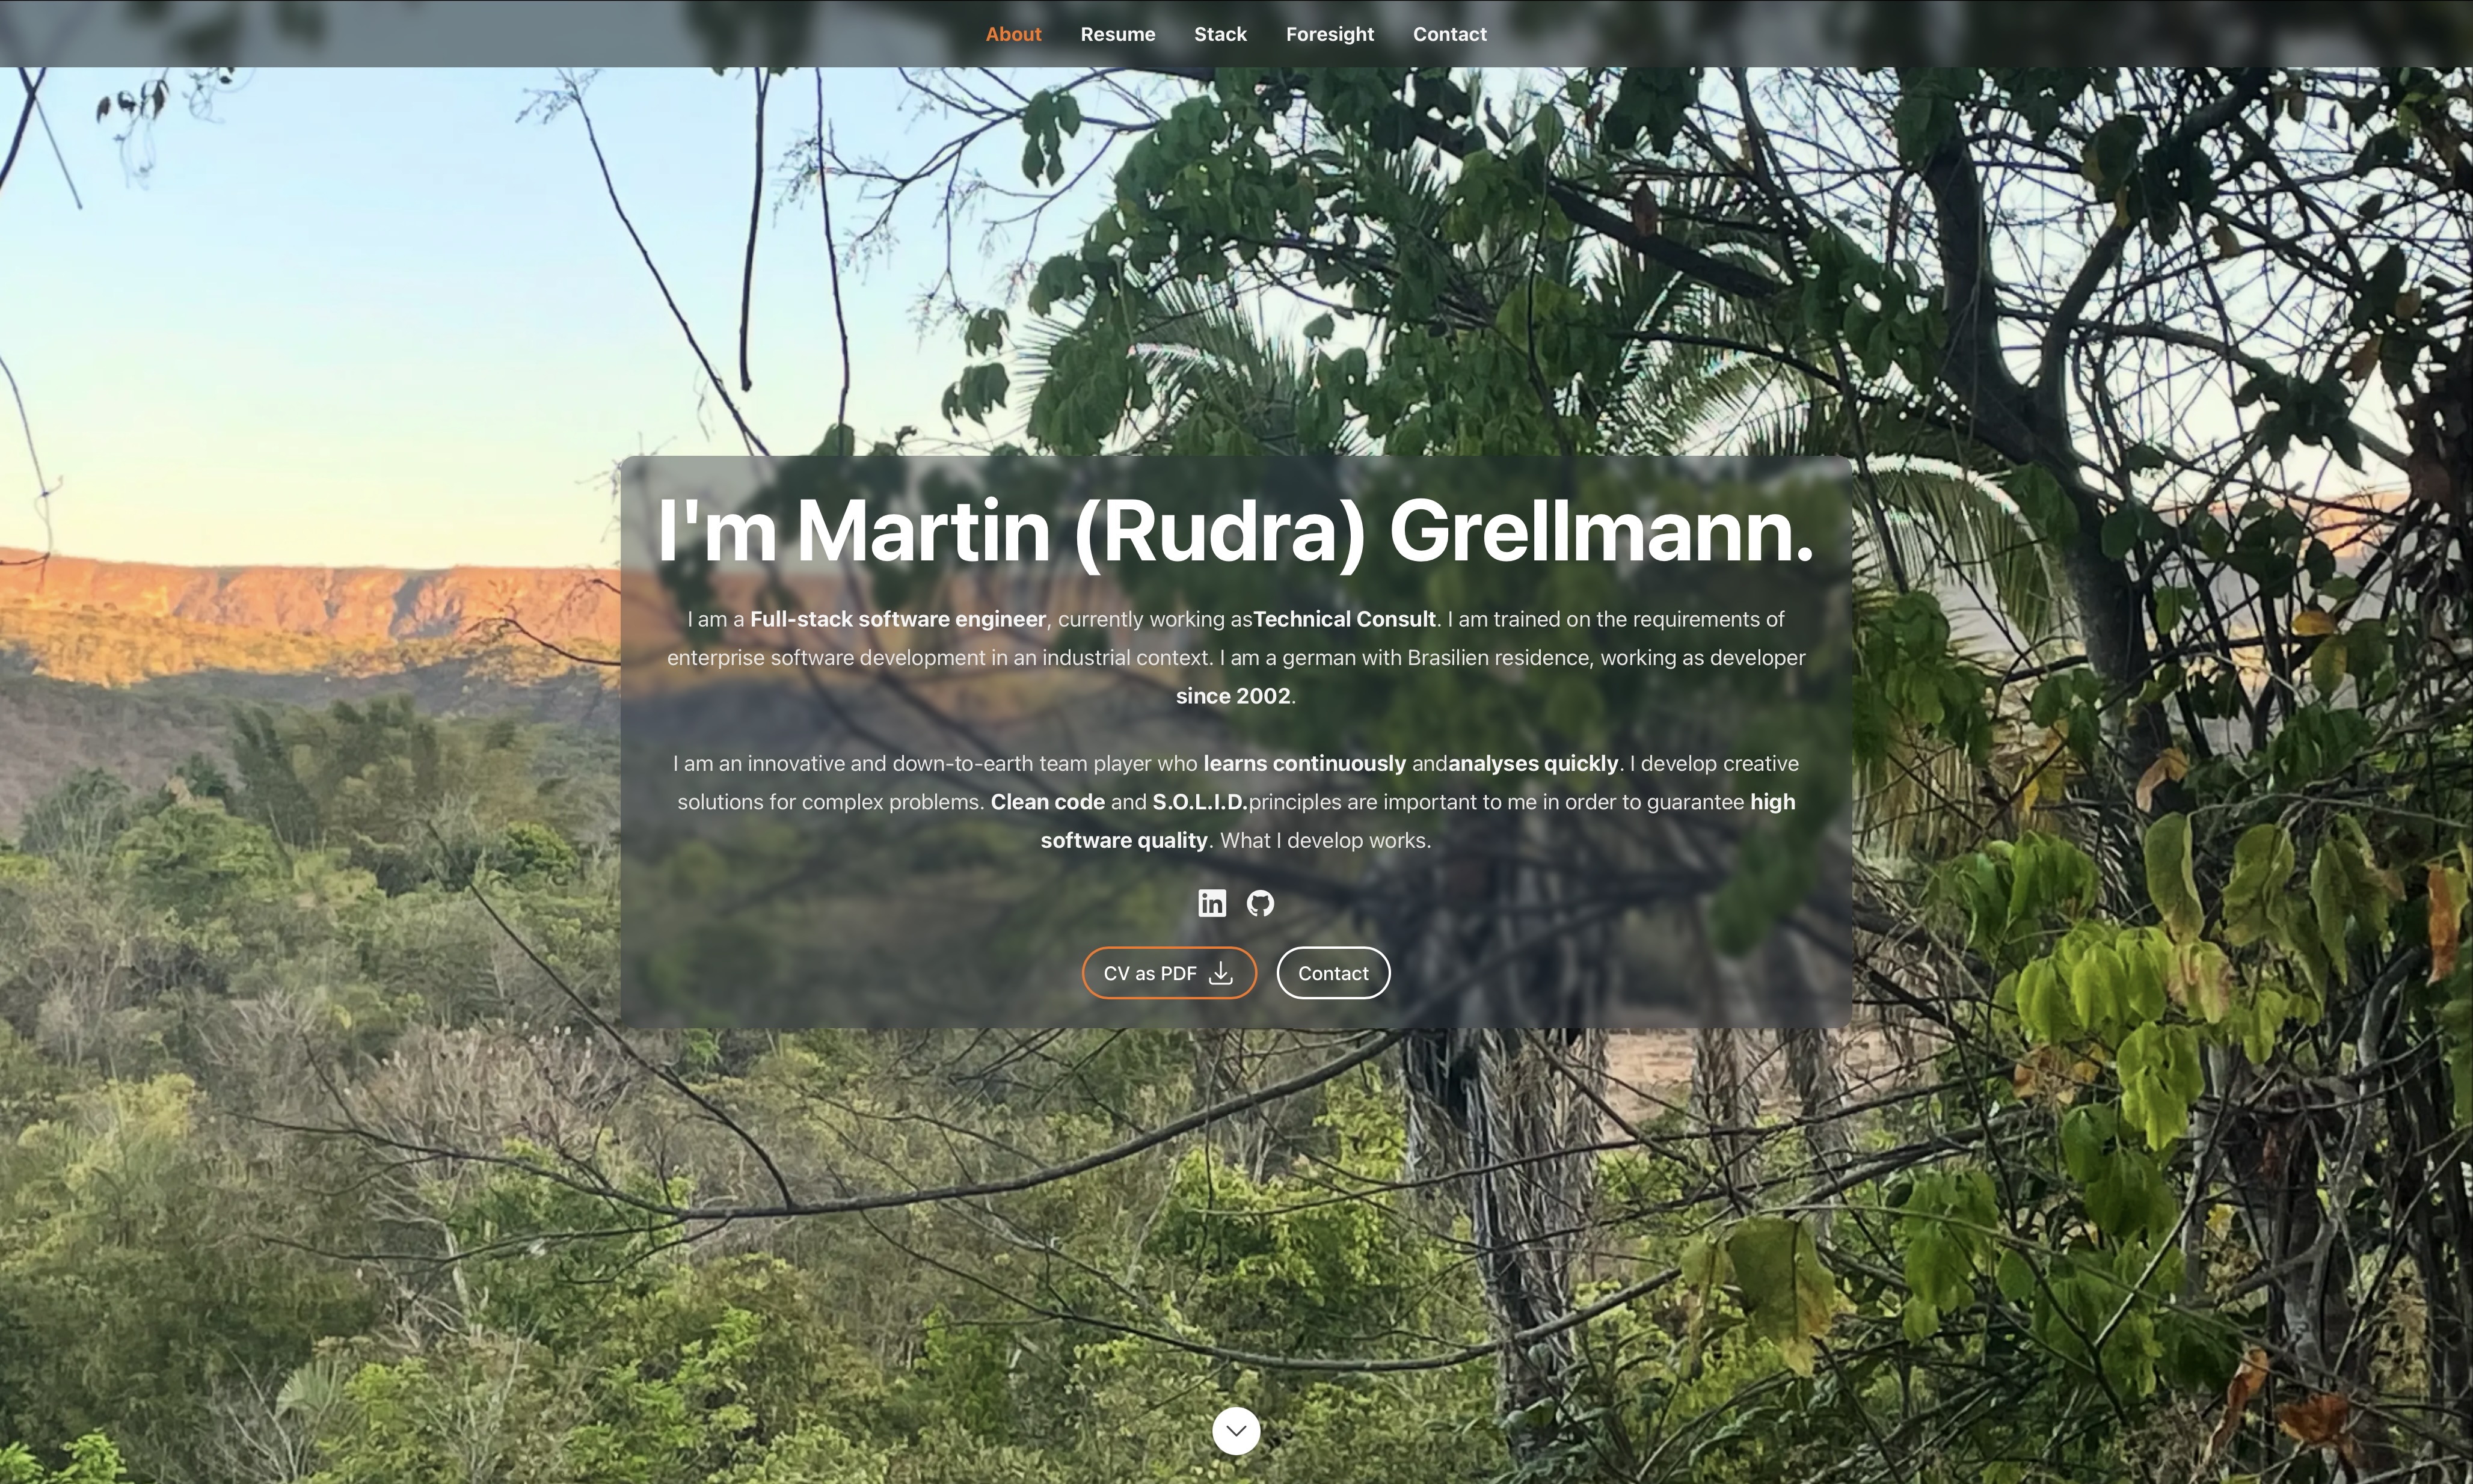 About Resume Stack Foresight Contact
I'm Martin (Rudra) Grellmann.
I am a Full-stack software engineer, currently working asTechnical Consult. I am trained on the requirements of
enterprise software development in an industrial context. I am a german with Brasilien residence, working as developer
since 2002.
I am an innovative and down-to-earth team player who learns continuously andanalyses quickly. I develop creative
solutions for complex problems. Clean code and S.O.L.I.D.principles are important to me in order to guarantee high
software quality. What I develop works.
in
CV as PDF Contact